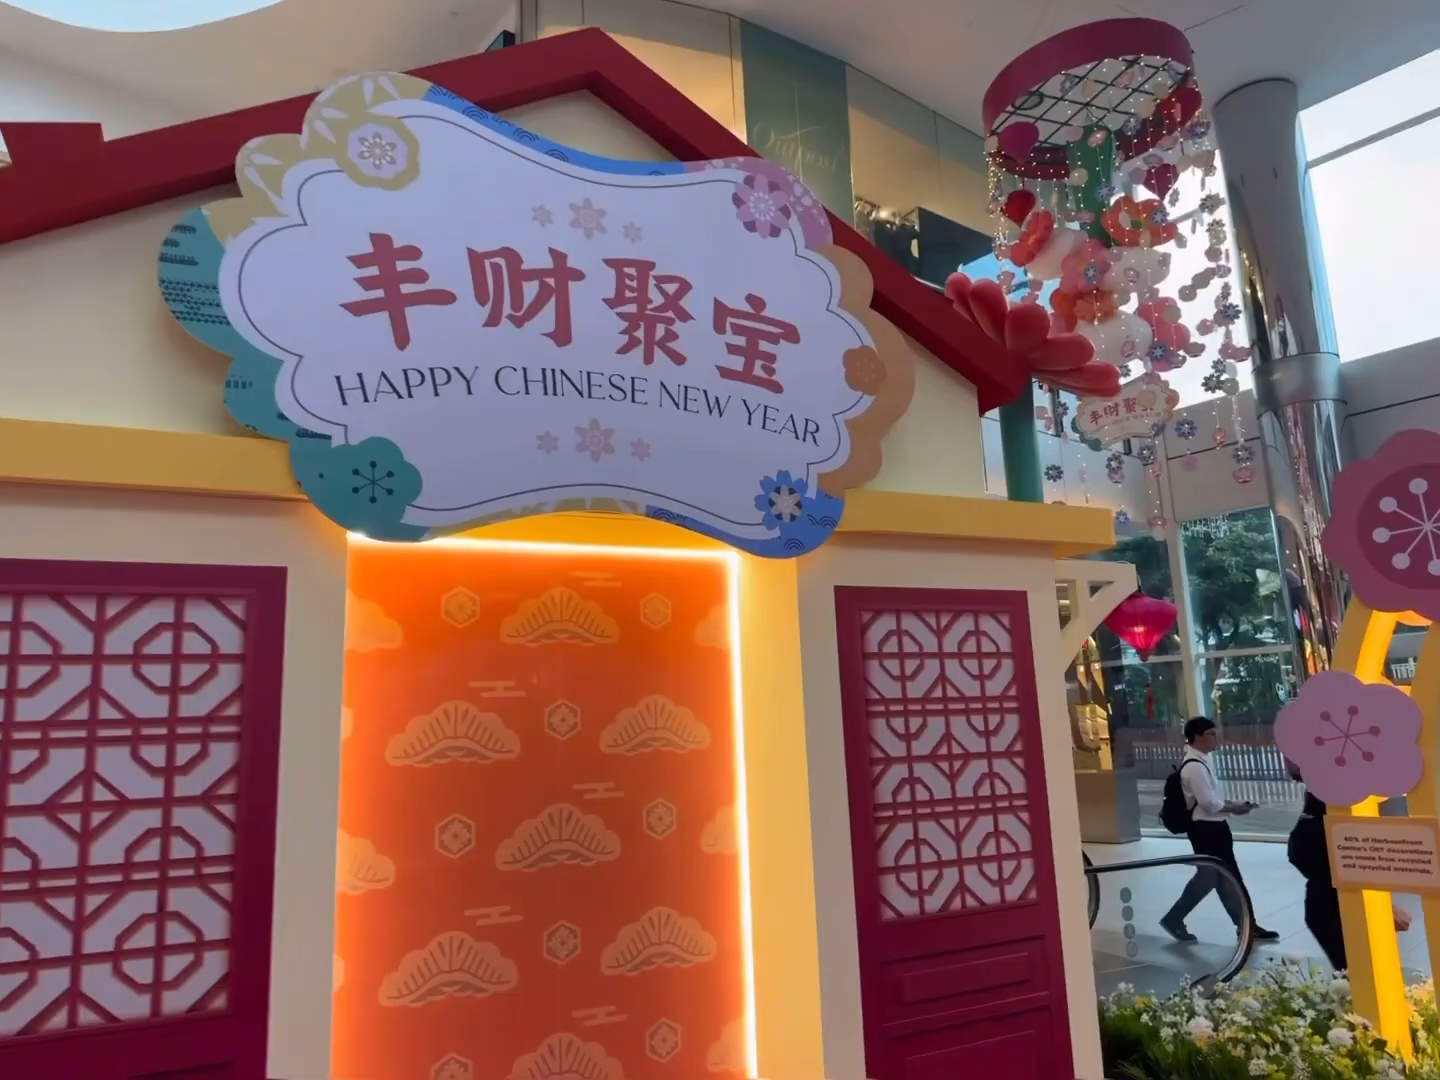 丰财聚宝
HAPPY CHINESE NEW YEAR
丰财聚宝
60% of HarbourFront
Centre's CNY decorations
are made from recycled
and upcycled materials.